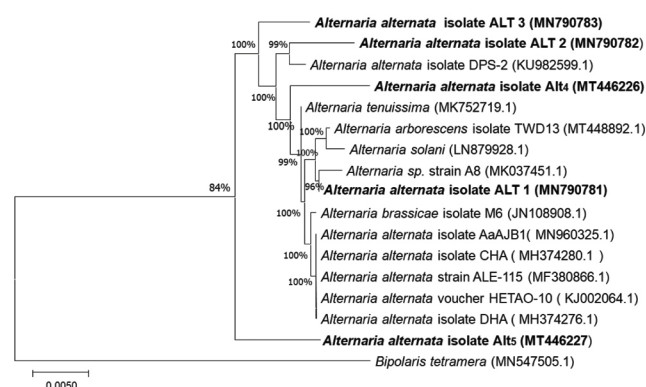 Alternaria alternata isolate ALT 3 (MN790783)
100%
99%
Alternaria alternata isolate ALT 2 (MN790782)
Alternaria alternata isolate DPS-2 (KU982599.1)
100%
Alternaria alternata isolate Alt4 (MT446226)
Alternaria tenuissima (MK752719.1)
100%
100%
Alternaria arborescens isolate TWD13 (MT448892.1)
Alternaria solani (LN879928.1)
100%
99%
Alternaria sp. strain A8 (MK037451.1)
84%
96%
Alternaria alternata isolate ALT 1 (MN790781)
100%
Alternaria brassicae isolate M6 (JN108908.1)
Alternaria alternata isolate AaAJB1( MN960325.1)
100%
Alternaria alternata isolate CHA ( MH374280.1 )
Alternaria alternata strain ALE-115 (MF380866.1)
100%
Alternaria alternata voucher HETAO-10 ( KJ002064.1)
Alternaria alternata isolate DHA ( MH374276.1)
Alternaria alternata isolate Alt5 (MT446227)
Bipolaris tetramera (MN547505.1)
0.0050